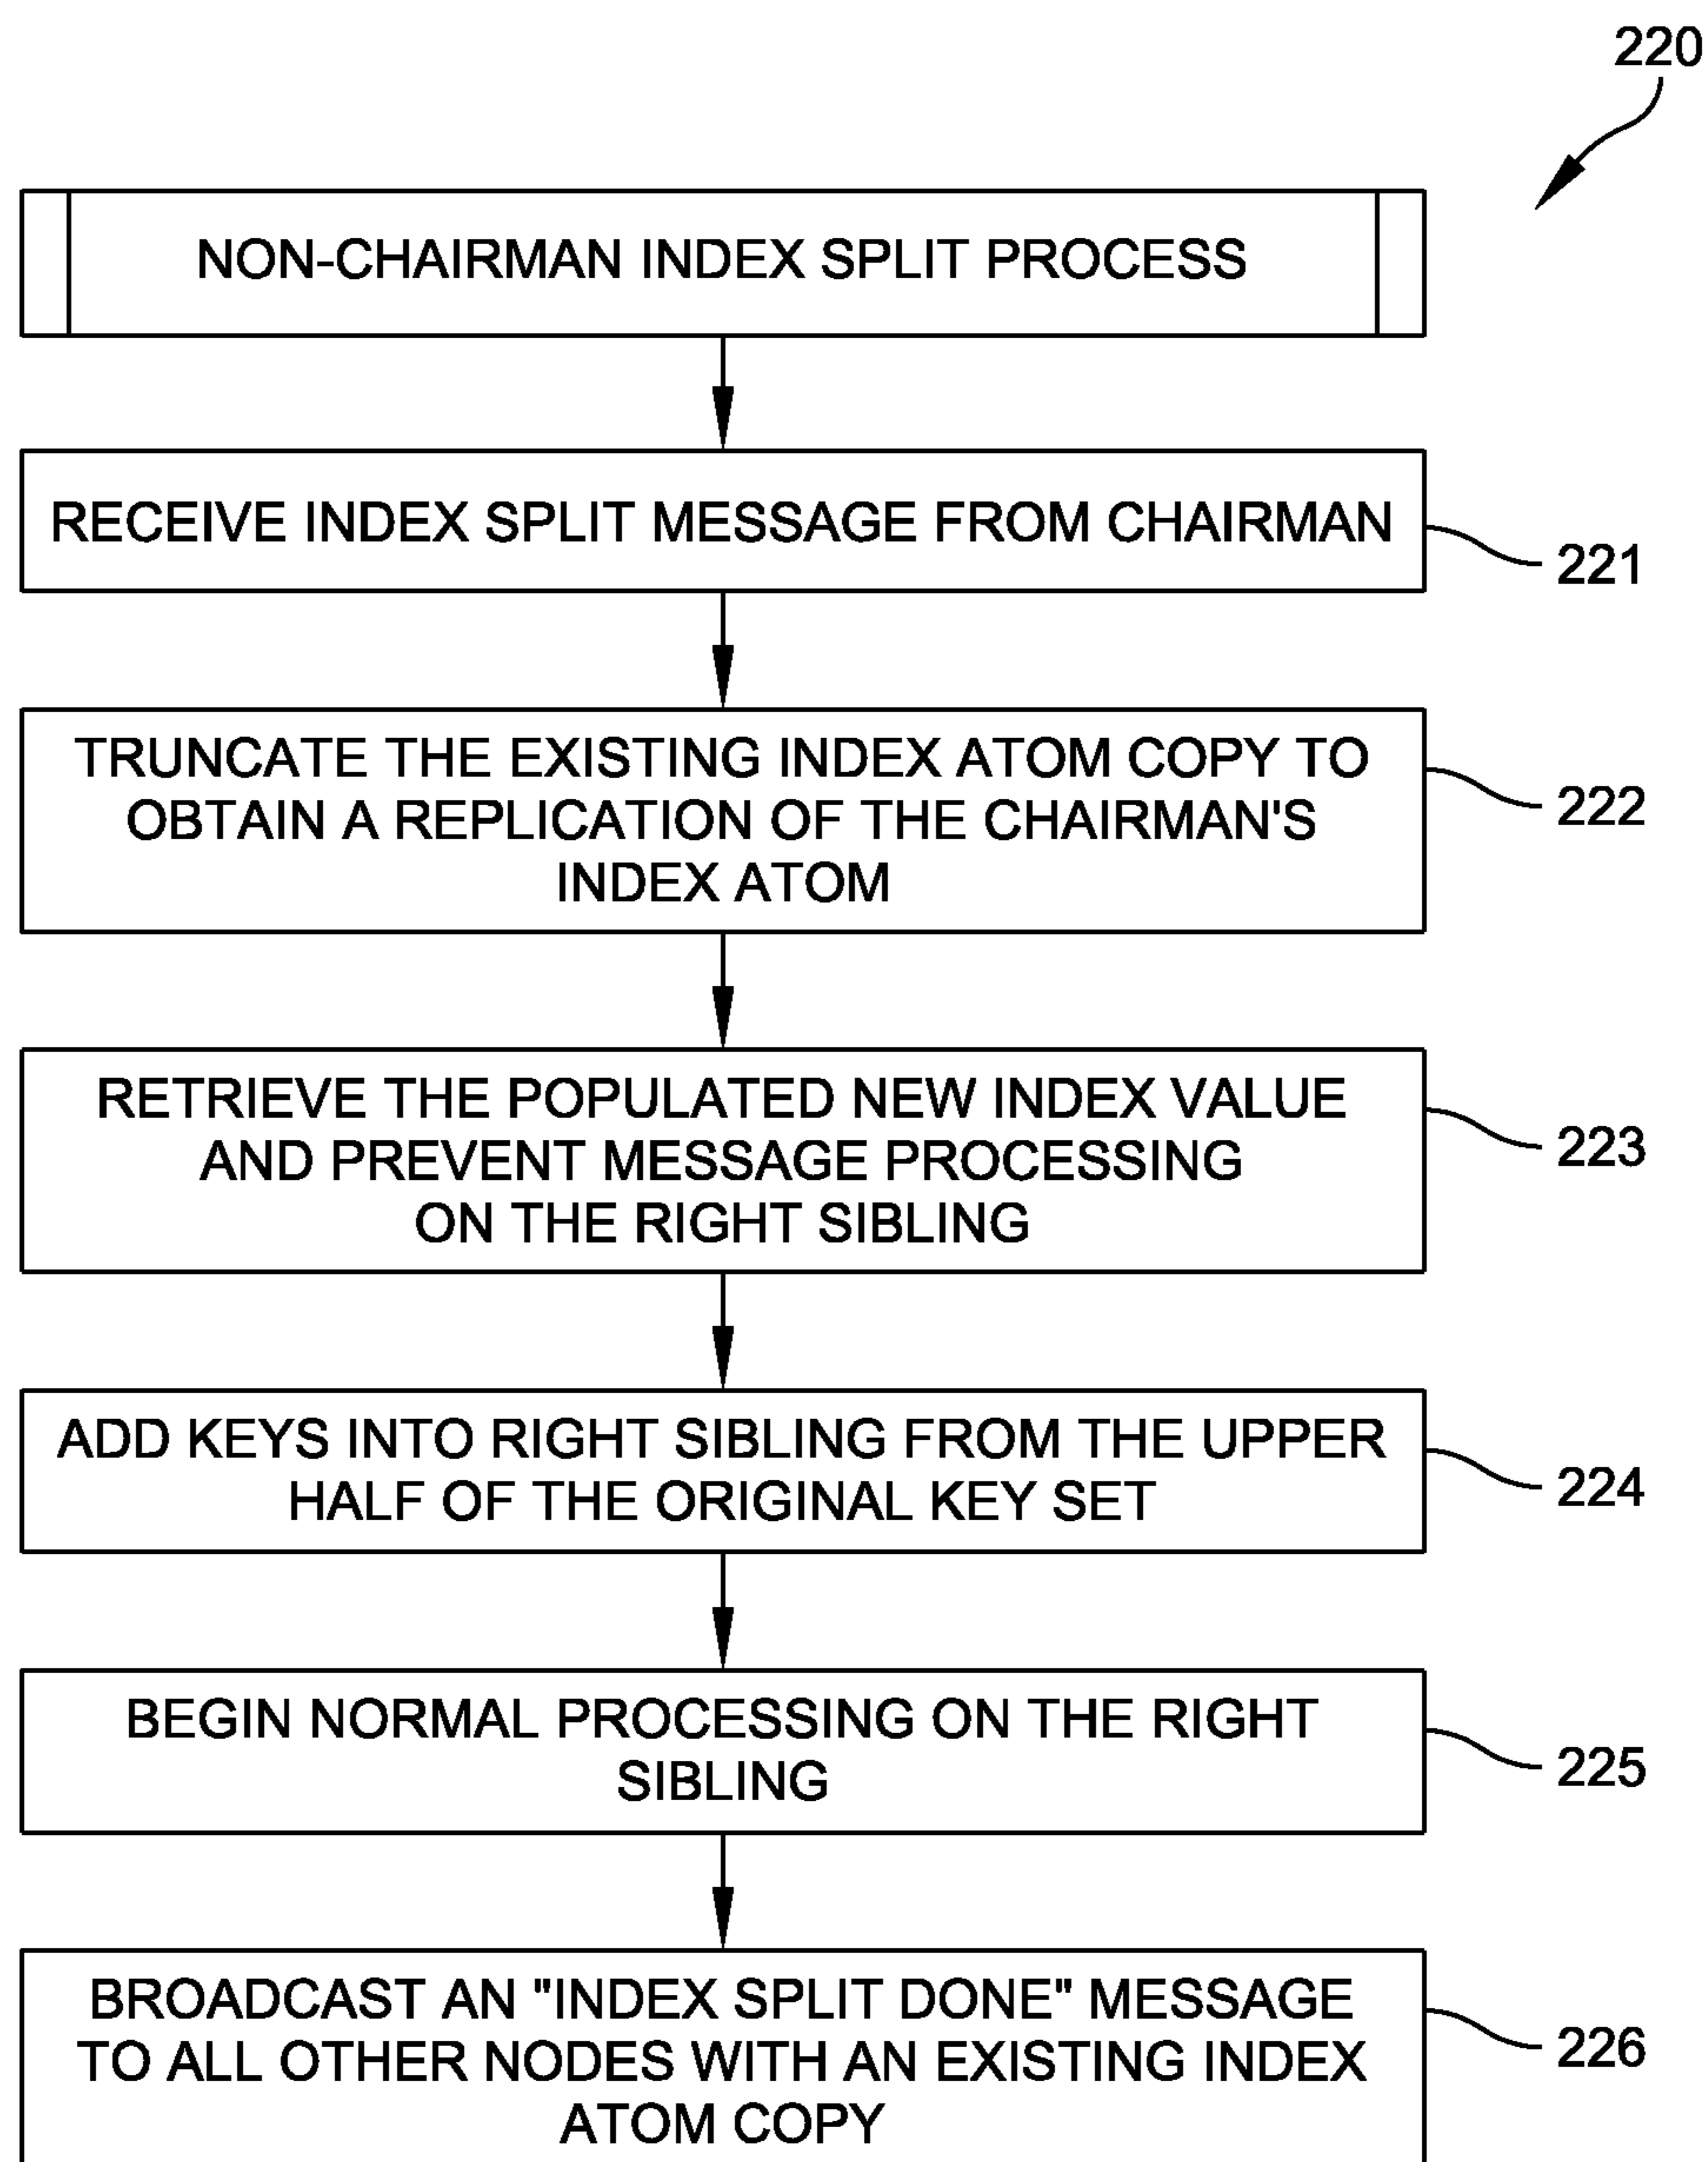 220
NON-CHAIRMAN INDEX SPLIT PROCESS
RECEIVE INDEX SPLIT MESSAGE FROM CHAIRMAN
221
TRUNCATE THE EXISTING INDEX ATOM COPY TO
OBTAIN A REPLICATION OF THE CHAIRMAN'S
INDEX ATOM
222
RETRIEVE THE POPULATED NEW INDEX VALUE
AND PREVENT MESSAGE PROCESSING
ON THE RIGHT SIBLING
223
ADD KEYS INTO RIGHT SIBLING FROM THE UPPER
HALF OF THE ORIGINAL KEY SET
224
BEGIN NORMAL PROCESSING ON THE RIGHT
SIBLING
225
BROADCAST AN "INDEX SPLIT DONE" MESSAGE
TO ALL OTHER NODES WITH AN EXISTING INDEX
ATOM COPY
226